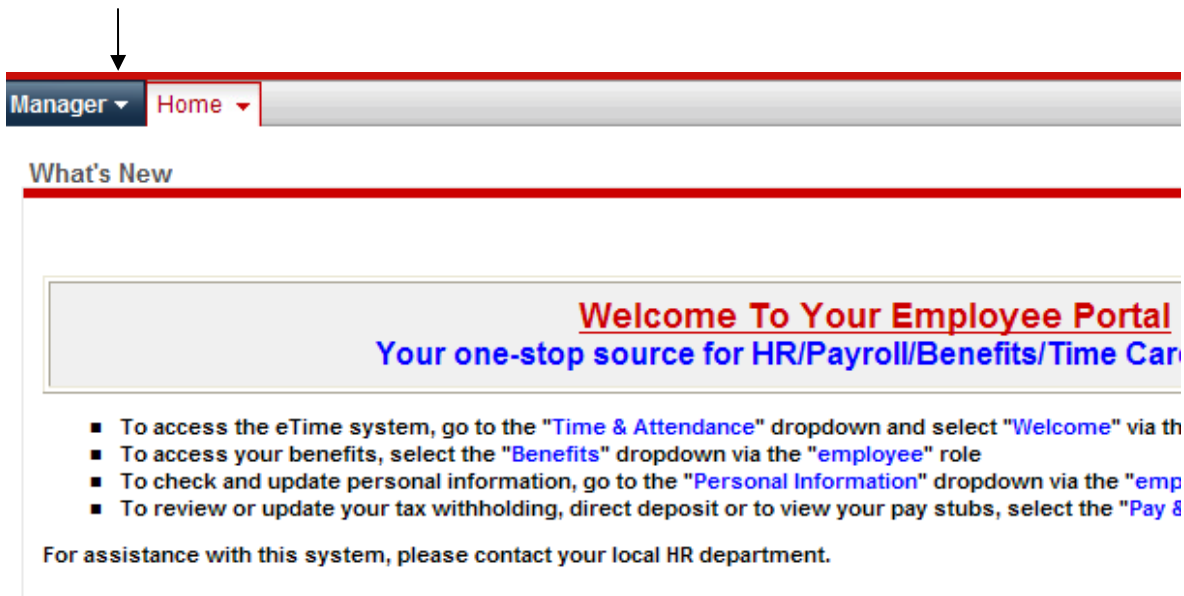 Manager Home
What's New
Welcome To Your Employee Portal
Your one-stop source for HR/Payroll/Benefits/Time
To access the eTime system, go to the "Time & Attendance" dropdown and select "Welcome" via
To access your benefits, select the "Benefits" dropdown via the "employee" role
To check and update personal information, go to the "Personal Information" dropdown via the
To review or update your tax withholding, direct deposit or to view your pay stubs, select the "Pay
For assistance with this system, please contact your local HR department.